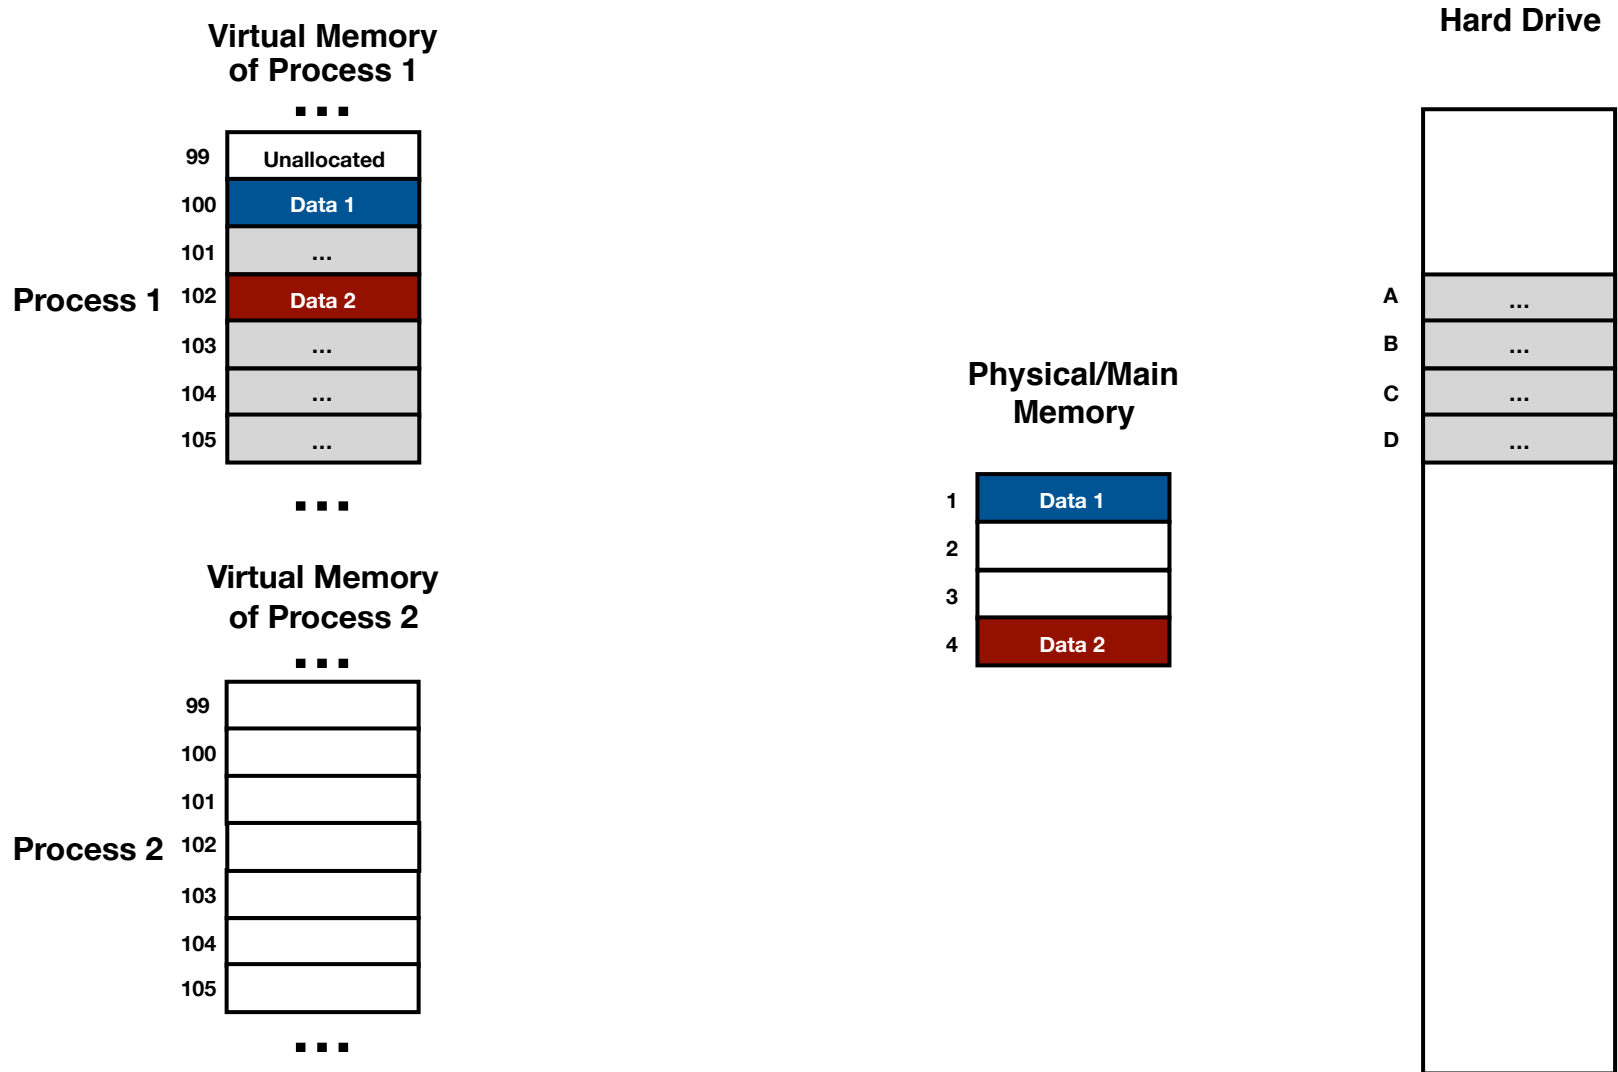 Virtual Memory
of Process 1
...
99 Unallocated
100 Data 1
101 ...
Process 1 102 Data 2
103 ...
104 ...
105 ...
...
Virtual Memory
of Process 2
...
99
100
101
Process 2 102
103
104
105
...
Physical/Main
Memory
1 Data 1
2
3
4 Data 2
Hard Drive
A ...
B ...
C ...
D ...